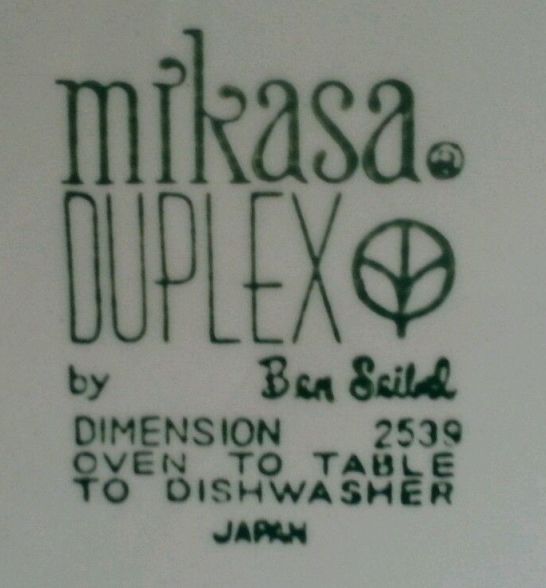 mikasa®
DUPLEX
by Ben Seibel
DIMENSION 2539
OVEN TO TABLE
TO DISHWASHER
JAPAN